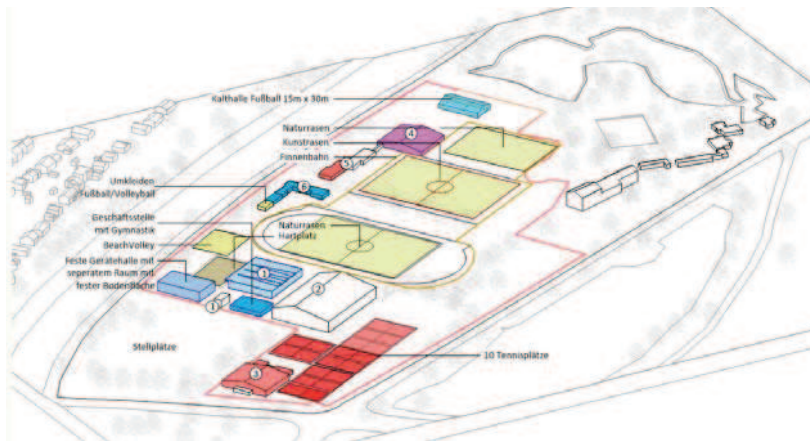 Kalthalle Fußball 15m x 30m
Naturrasen
Kunstrasen
Finnenbahn
4
5
Umkleiden
Fußball/Volleyball
6
Geschäftsstelle
mit Gymnastik
Naturrasen
Hartplatz
BeachVolley
Feste Gerätehalle mit
seperatem Raum mit
fester Bodenfläche
1
2
1
Stellplätze
3
10 Tennisplätze